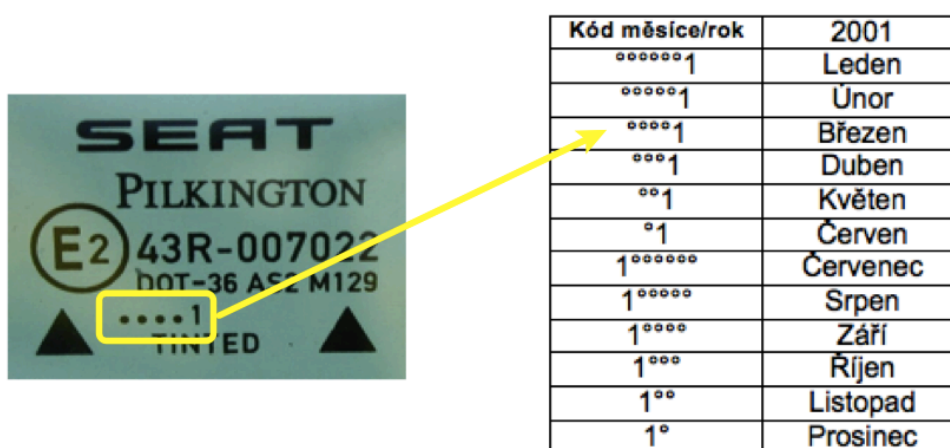 SEAT
PILKINGTON
E2 43R-007022
DOT-36 AS2 M129
••••1
TINTED
Kód měsíce/rok 2001
°°°°°°1 Leden
°°°°°1 Únor
°°°°1 Březen
°°°1 Duben
°°1 Květen
°1 Červen
1°°°°°° Červenec
1°°°°° Srpen
1°°°° Září
1°°° Říjen
1°° Listopad
1° Prosinec